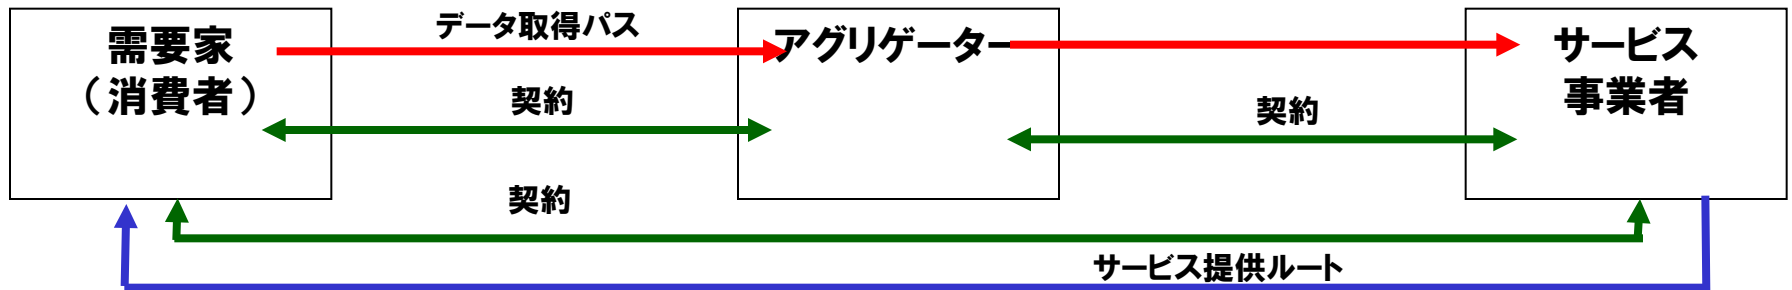 需要家
（消費者）
データ取得パス
アグリゲーター
サービス
事業者
契約
契約
契約
サービス提供ルート